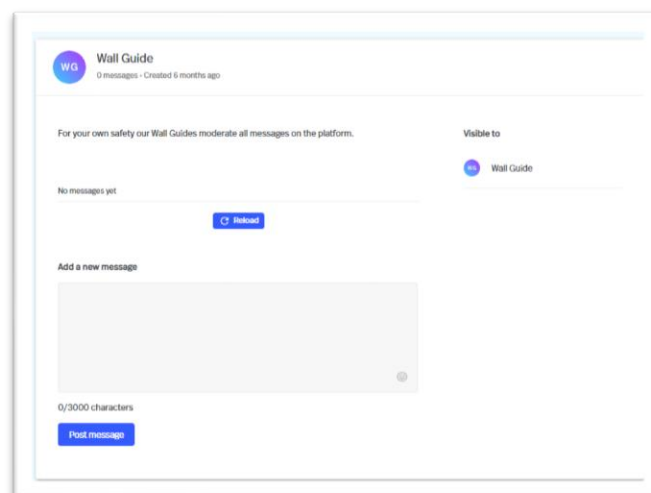 WG
Wall Guide
0 messages • Created 6 months ago
For your own safety our Wall Guides moderate all messages on the platform.
Visible to
WG
Wall Guide
No messages yet
Reload
Add a new message
0/3000 characters
Post message